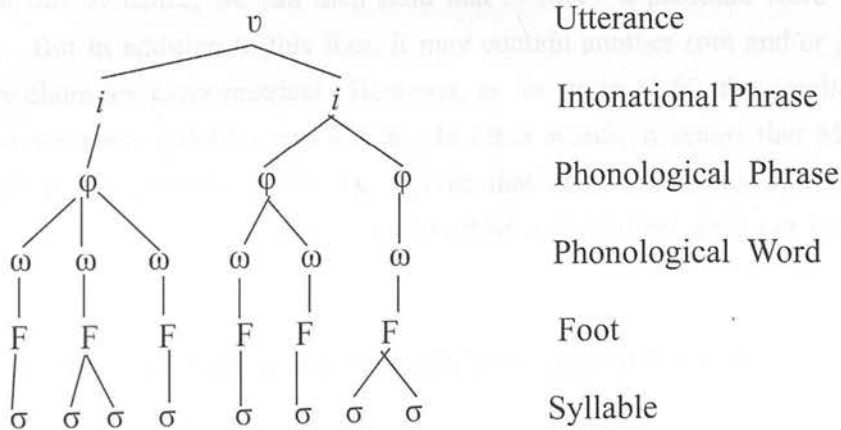 υ Utterance
i i Intonational Phrase
φ φ φ Phonological Phrase
ω ω ω ω ω ω Phonological Word
F F F F F F Foot
σ σ σ σ σ σ σ σ Syllable